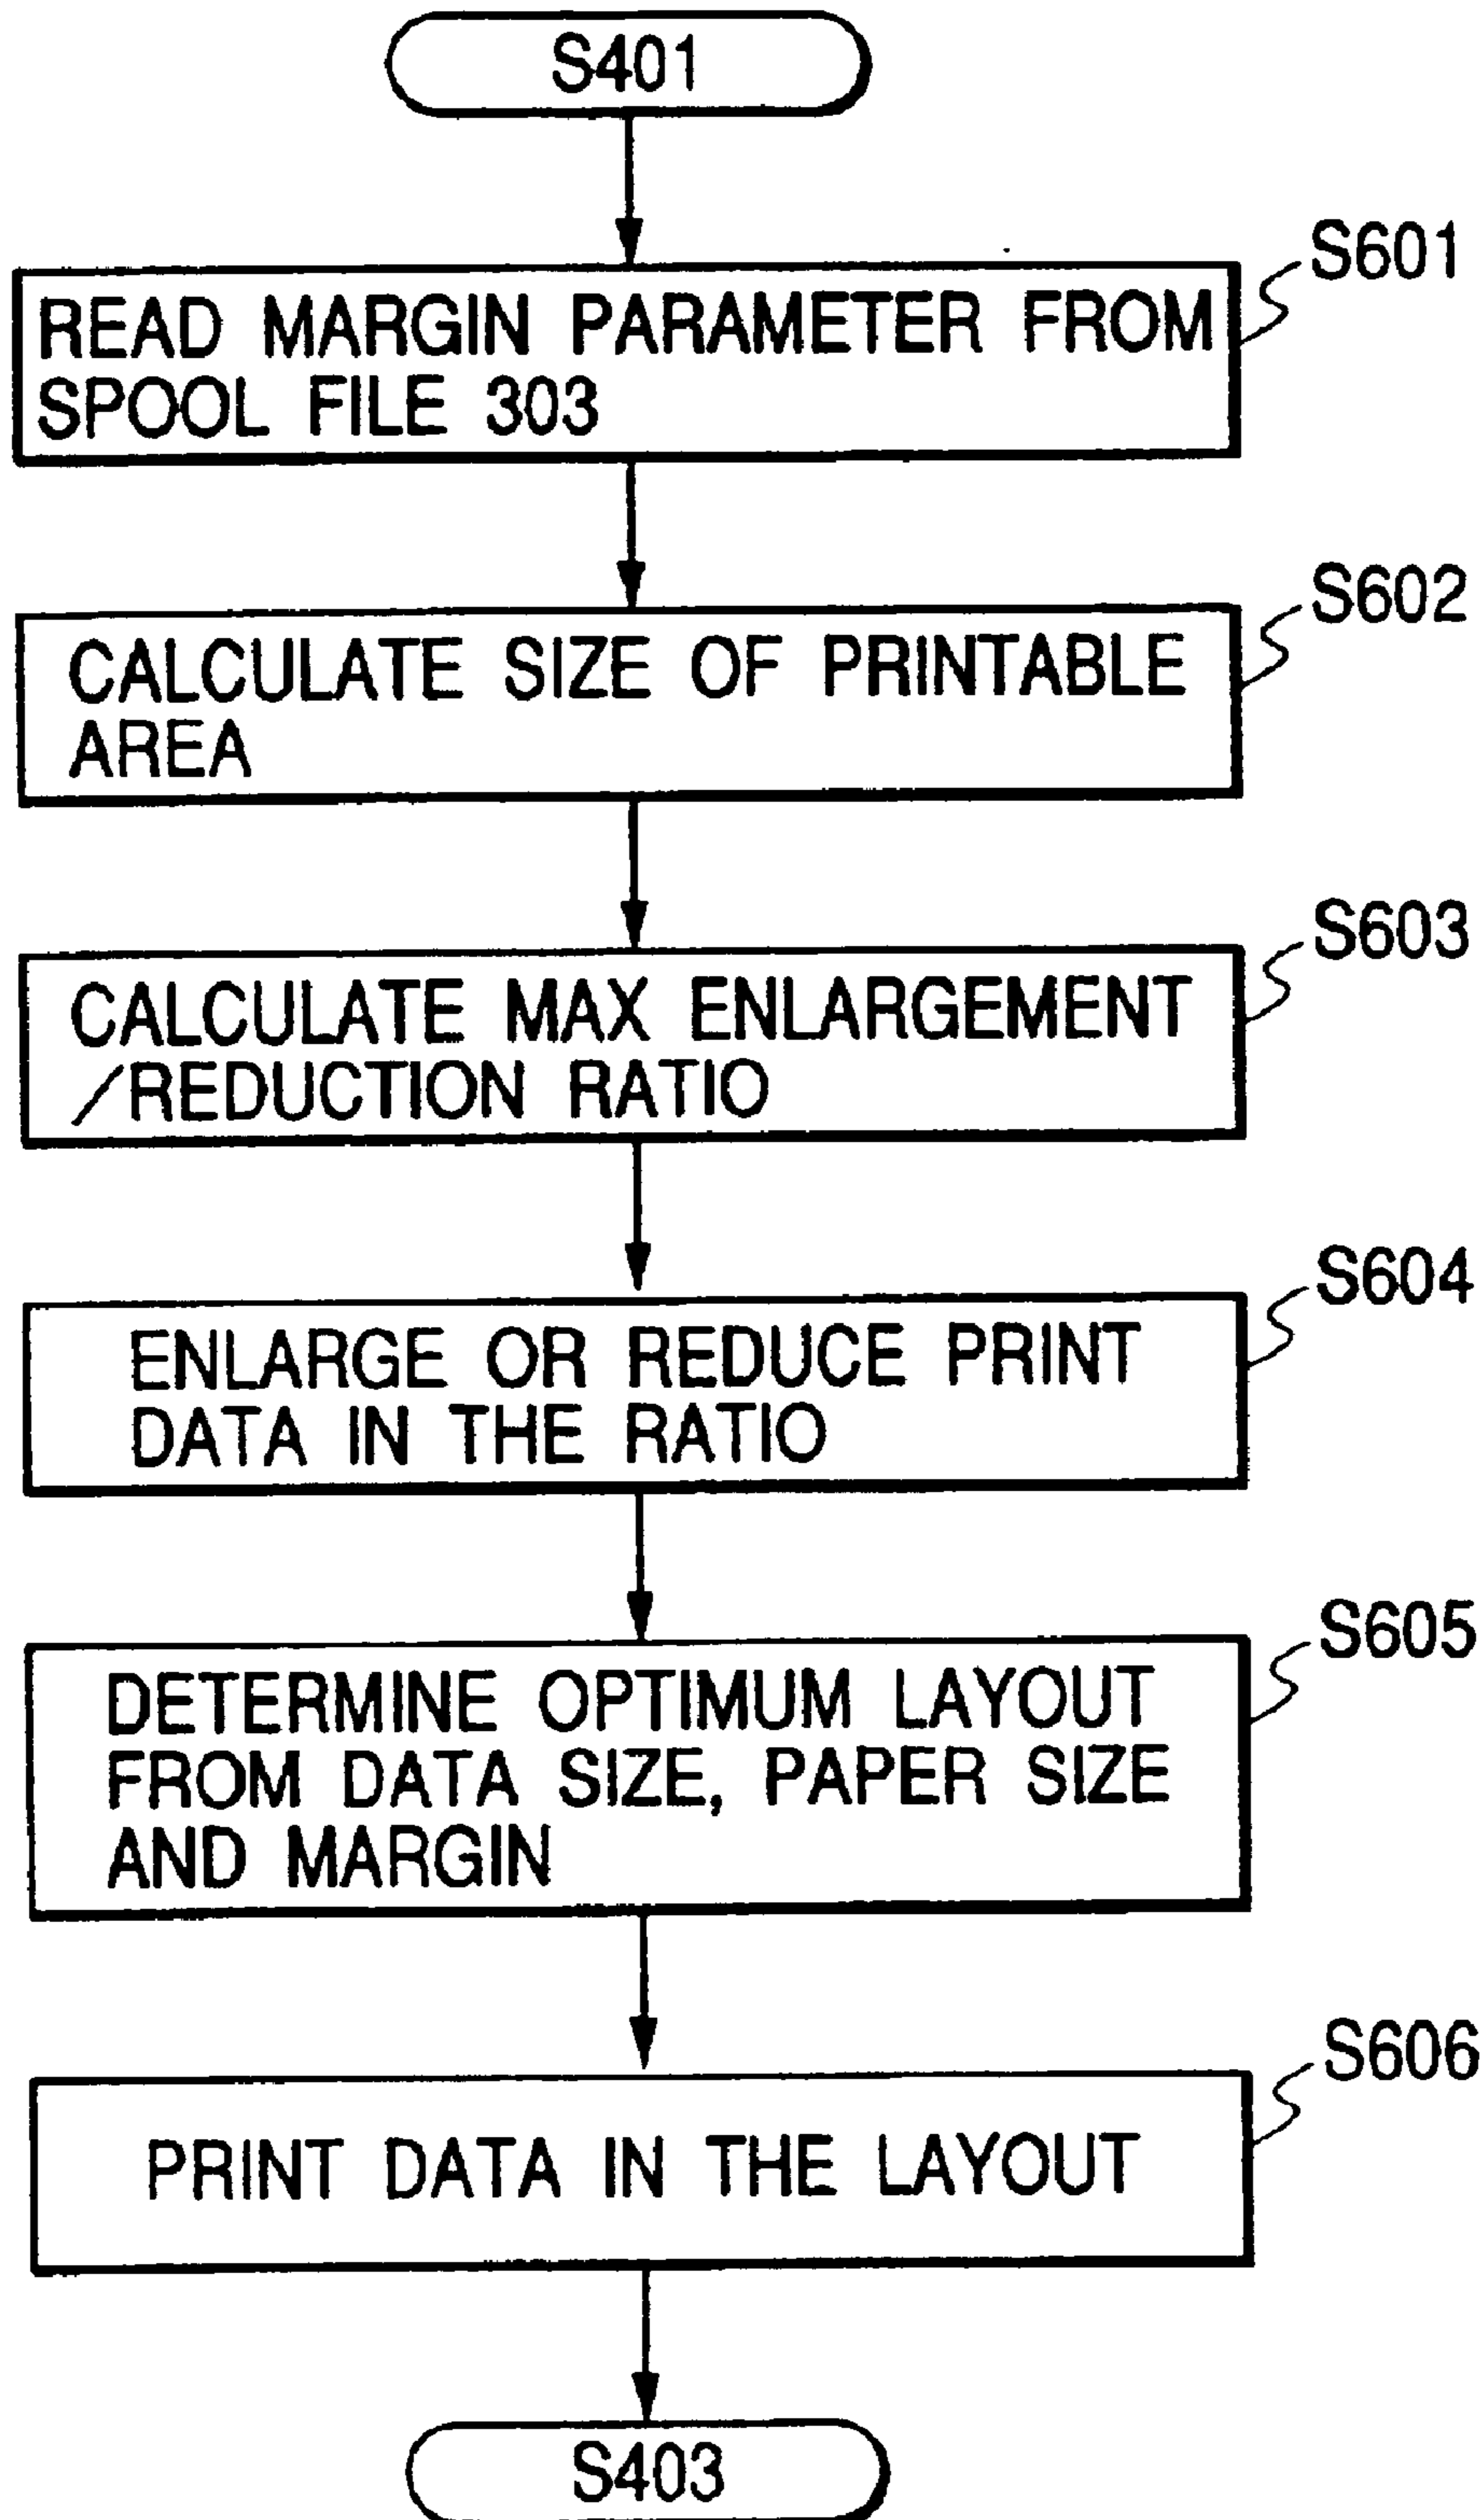 S401
S601
READ MARGIN PARAMETER FROM
SPOOL FILE 303
S602
CALCULATE SIZE OF PRINTABLE
AREA
S603
CALCULATE MAX ENLARGEMENT
/REDUCTION RATIO
S604
ENLARGE OR REDUCE PRINT
DATA IN THE RATIO
S605
DETERMINE OPTIMUM LAYOUT
FROM DATA SIZE, PAPER SIZE
AND MARGIN
S606
PRINT DATA IN THE LAYOUT
S403